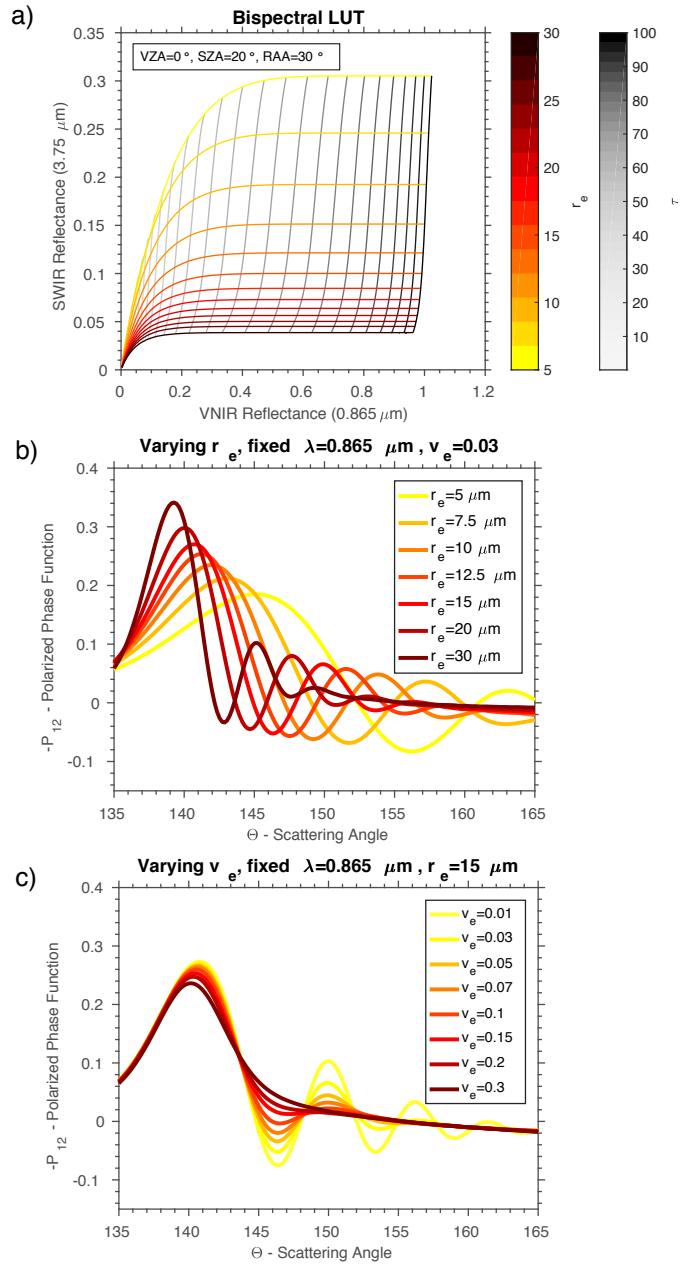 a)
Bispectral LUT
VZA=0°, SZA=20°, RAA=30°
0.35
0.3
0.25
0.2
0.15
0.1
0.05
0
SWIR Reflectance (3.75 μm)
0
0.2
0.4
0.6
0.8
1
1.2
VNIR Reflectance (0.865 μm)
30
25
20
15
10
5
r e
100
90
80
70
60
50
40
30
20
10
τ
b)
Varying r e, fixed λ=0.865 μm , v e=0.03
0.4
0.3
0.2
0.1
0
-0.1
-P 12 - Polarized Phase Function
r e=5 μm
r e=7.5 μm
r e=10 μm
r e=12.5 μm
r e=15 μm
r e=20 μm
r e=30 μm
135 140 145 150 155 160 165
Θ - Scattering Angle
c)
Varying v e, fixed λ=0.865 μm , r e=15 μm
0.4
0.3
0.2
0.1
0
-0.1
-P 12 - Polarized Phase Function
v e=0.01
v e=0.03
v e=0.05
v e=0.07
v e=0.1
v e=0.15
v e=0.2
v e=0.3
135 140 145 150 155 160 165
Θ - Scattering Angle